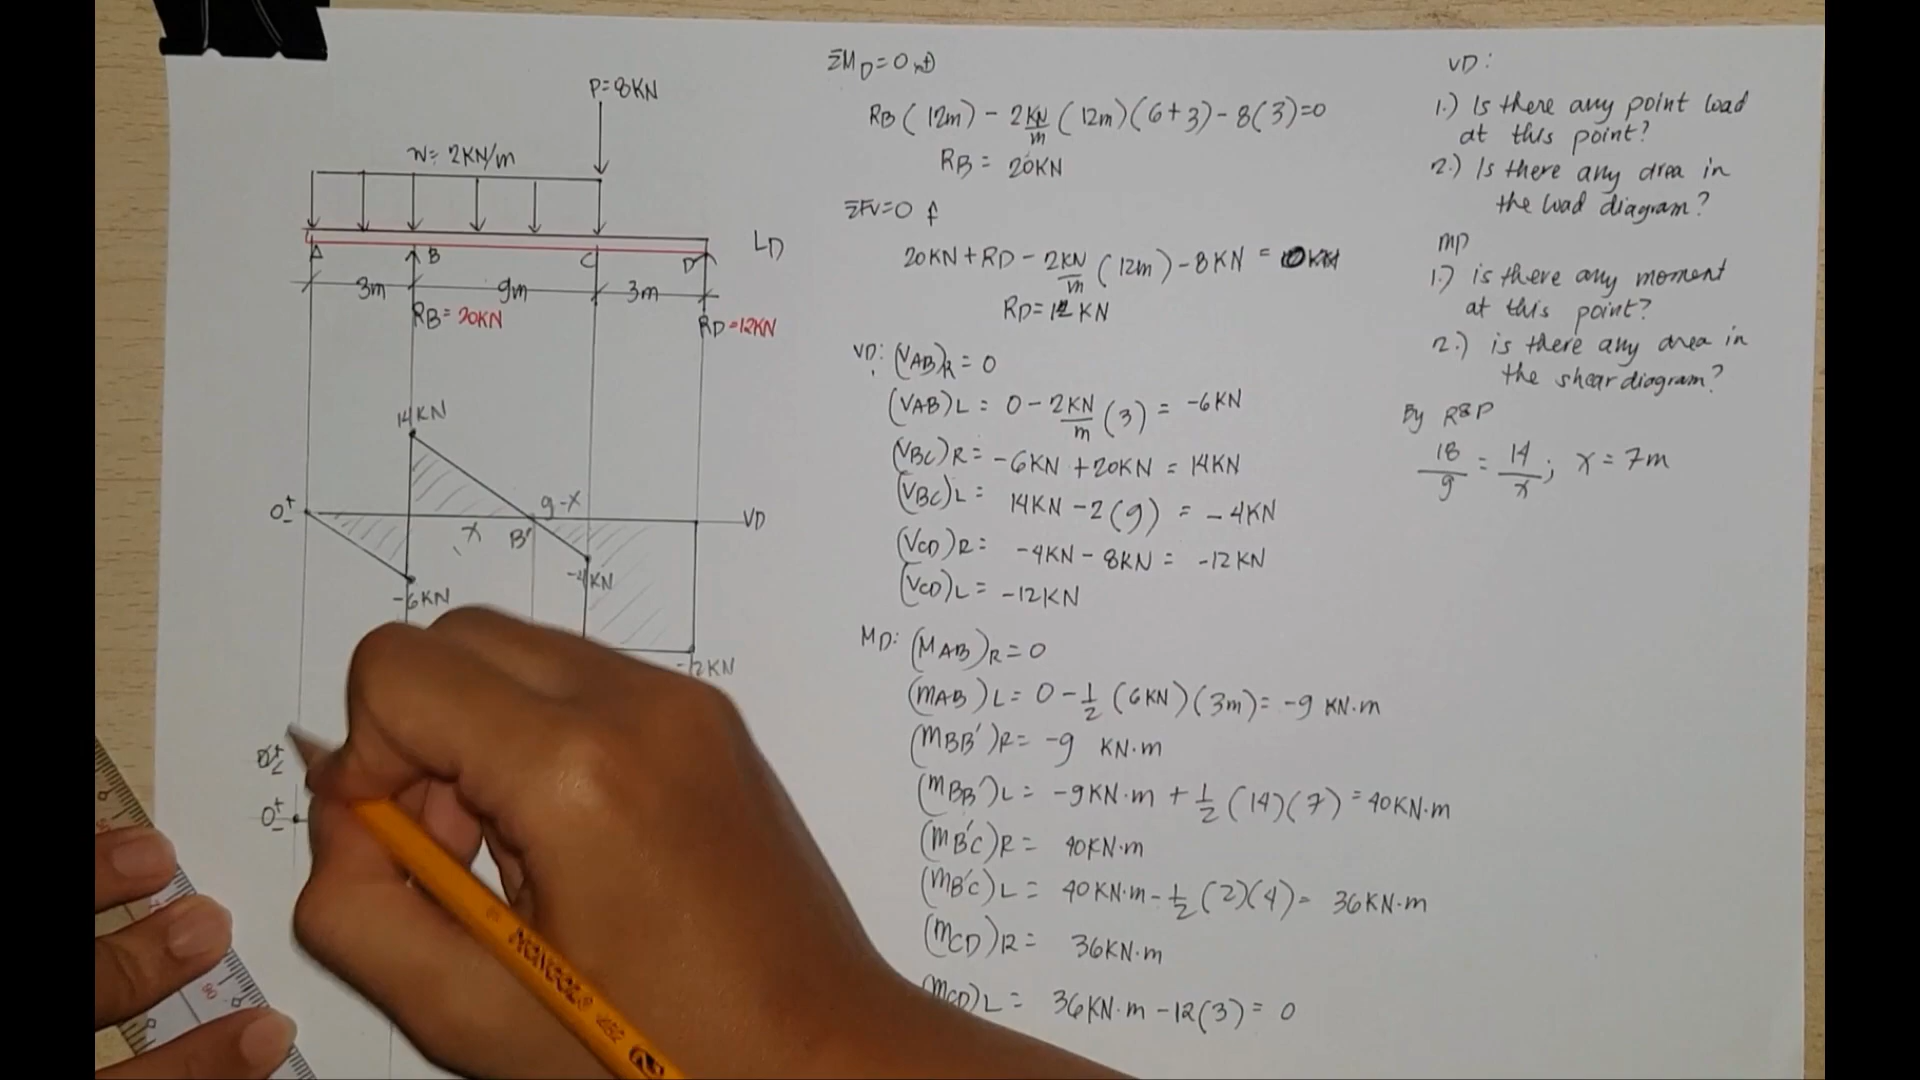 P=8KN
W= 2KN/m
LD
A
B
C
D
3m
9m
3m
RB= 20KN
RD=12KN
14KN
0±
9-X
X
B'
VD
-4KN
-6KN
-12KN
0±
ΣM_D=0
RB(12m) - 2KN/m (12m)(6+3)-8(3)=0
RB = 20KN
ΣFV=0
20KN+RD- 2KN/m (12m)-8KN = 0
RD=12KN
VD: (VAB)R = 0
(VAB)L = 0-2KN/m (3) = -6KN
(VBC)R= -6KN +20KN = 14KN
(VBC)L= 14KN -2(9) = -4KN
(VCD)R= -4KN-8KN = -12KN
(VCD)L= -12KN
MD: (MAB)R=0
(MAB)L= 0-1/2 (6KN)(3m)= -9 KN·m
(MBB')R= -9 KN·m
(MBB')L= -9KN·m + 1/2 (14)(7) =40KN·m
(MB'C)R= 40KN·m
(MB'C)L= 40KN·m-1/2 (2)(4)= 36KN·m
(MCD)R= 36KN·m
(MCD)L= 36KN·m -12(3)= 0
VD:
1.) Is there any point load
at this point?
2.) Is there any area in
the load diagram?
MD
1.) is there any moment
at this point?
2.) is there any area in
the shear diagram?
By R&P
18/9 = 14/x; x=7m
MONGOL
482